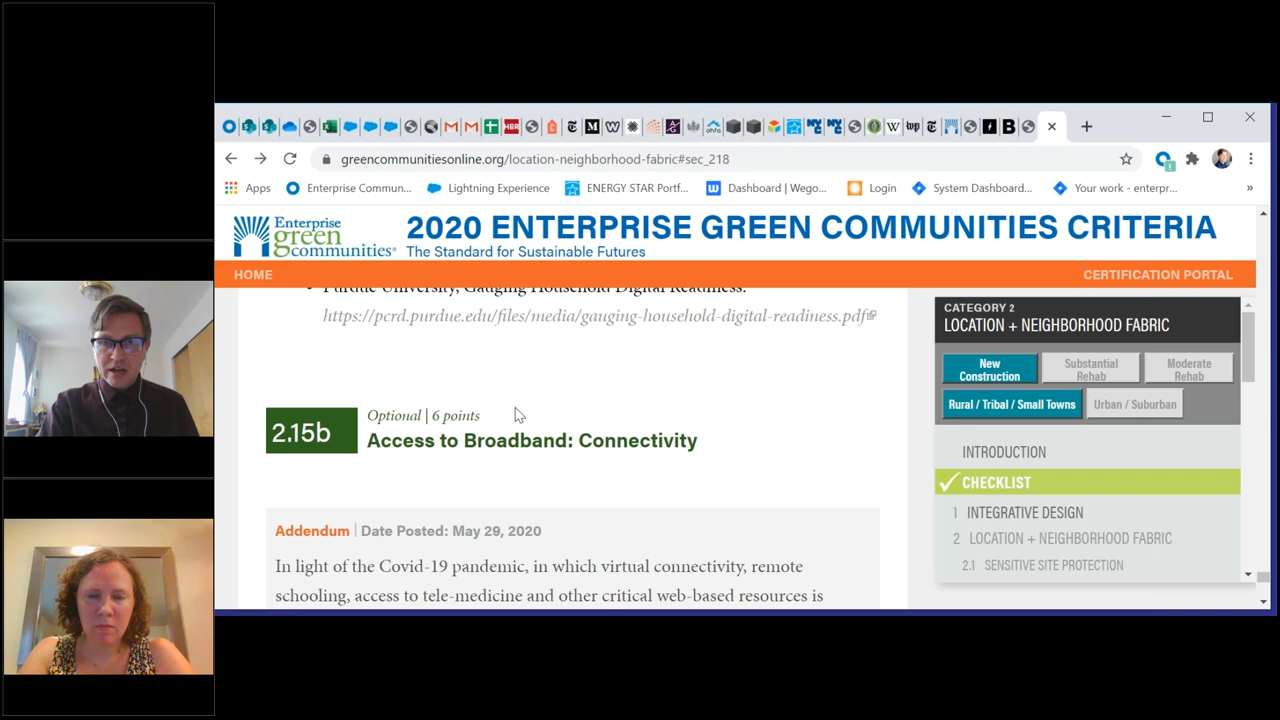 greencommunitiesonline.org/location-neighborhood-fabric#sec_218
Apps
Enterprise Commun...
Lightning Experience
ENERGY STAR Portf...
Dashboard | Wego...
Login
System Dashboard...
Your work - enterpr...
»
Enterprise
green
communities®
2020 ENTERPRISE GREEN COMMUNITIES CRITERIA
The Standard for Sustainable Futures
HOME
CERTIFICATION PORTAL
Purdue University, Gauging Household Digital Readiness.
https://pcrd.purdue.edu/files/media/gauging-household-digital-readiness.pdf
2.15b
Optional | 6 points
Access to Broadband: Connectivity
Addendum | Date Posted: May 29, 2020
In light of the Covid-19 pandemic, in which virtual connectivity, remote
schooling, access to tele-medicine and other critical web-based resources is
CATEGORY 2
LOCATION + NEIGHBORHOOD FABRIC
New
Construction
Substantial
Rehab
Moderate
Rehab
Rural / Tribal / Small Towns
Urban / Suburban
INTRODUCTION
CHECKLIST
1 INTEGRATIVE DESIGN
2 LOCATION + NEIGHBORHOOD FABRIC
2.1 SENSITIVE SITE PROTECTION